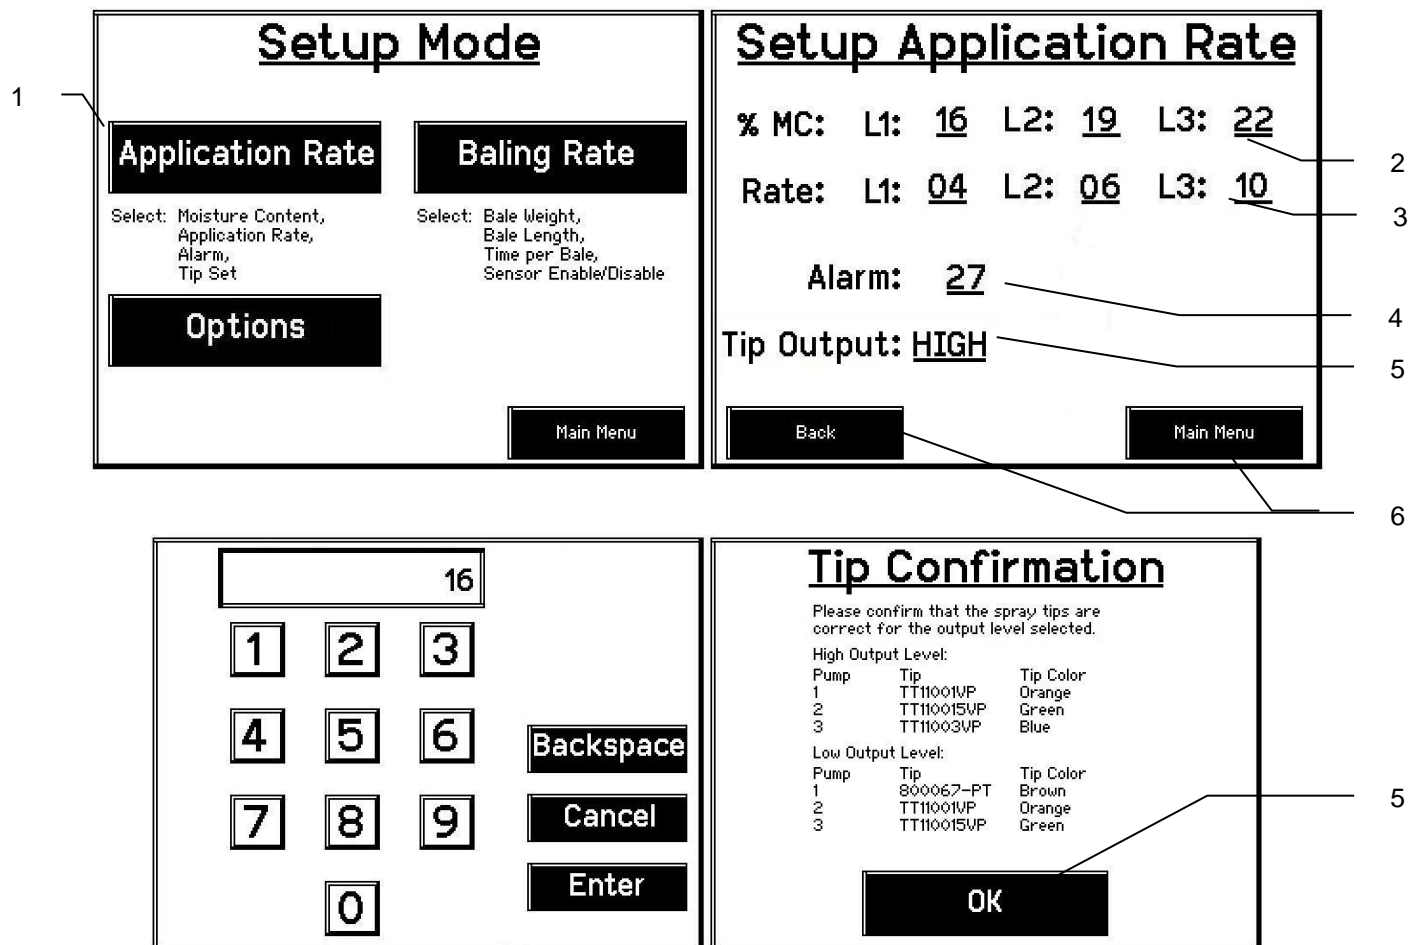 Setup Mode
1
Application Rate
Baling Rate
Select: Moisture Content,
Application Rate,
Alarm,
Tip Set
Select: Bale Weight,
Bale Length,
Time per Bale,
Sensor Enable/Disable
Options
Main Menu
Setup Application Rate
% MC: L1: 16 L2: 19 L3: 22
2
Rate: L1: 04 L2: 06 L3: 10
3
Alarm: 27
4
Tip Output: HIGH
5
Back
Main Menu
6
16
1 2 3
4 5 6
Backspace
7 8 9
Cancel
Enter
0
Tip Confirmation
Please confirm that the spray tips are
correct for the output level selected.
High Output Level:
Pump Tip Tip Color
1 TT11001VP Orange
2 TT110015VP Green
3 TT11003VP Blue
Low Output Level:
Pump Tip Tip Color
1 800067-PT Brown
2 TT11001VP Orange
3 TT110015VP Green
5
OK